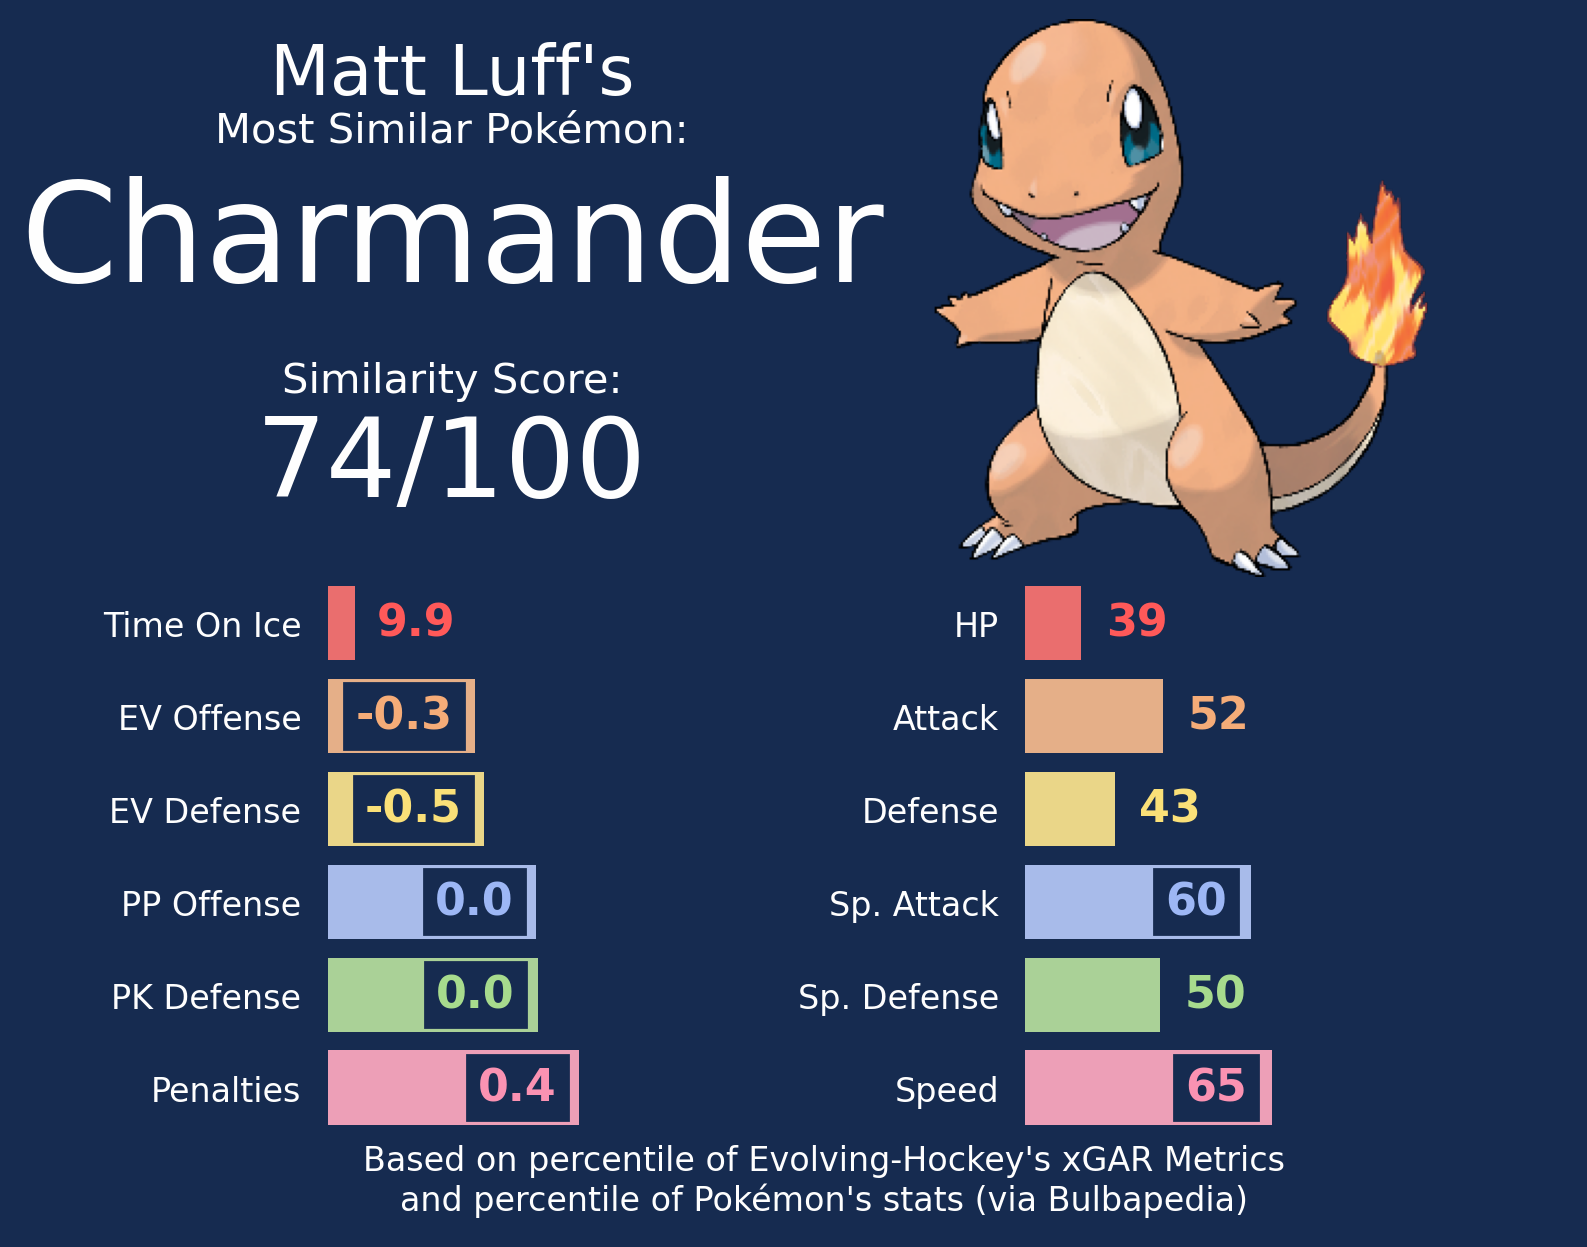 Matt Luff's
Most Similar Pokémon:
Charmander
Similarity Score:
74/100
Time On Ice 9.9
EV Offense -0.3
EV Defense -0.5
PP Offense 0.0
PK Defense 0.0
Penalties 0.4
HP 39
Attack 52
Defense 43
Sp. Attack 60
Sp. Defense 50
Speed 65
Based on percentile of Evolving-Hockey's xGAR Metrics
and percentile of Pokémon's stats (via Bulbapedia)